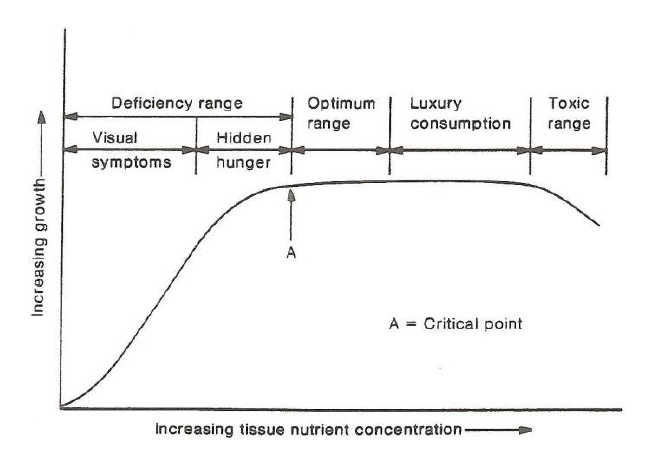 Deficiency range
Optimum
range
Luxury
consumption
Toxic
range
Visual
symptoms
Hidden
hunger
Increasing growth
A
A = Critical point
Increasing tissue nutrient concentration